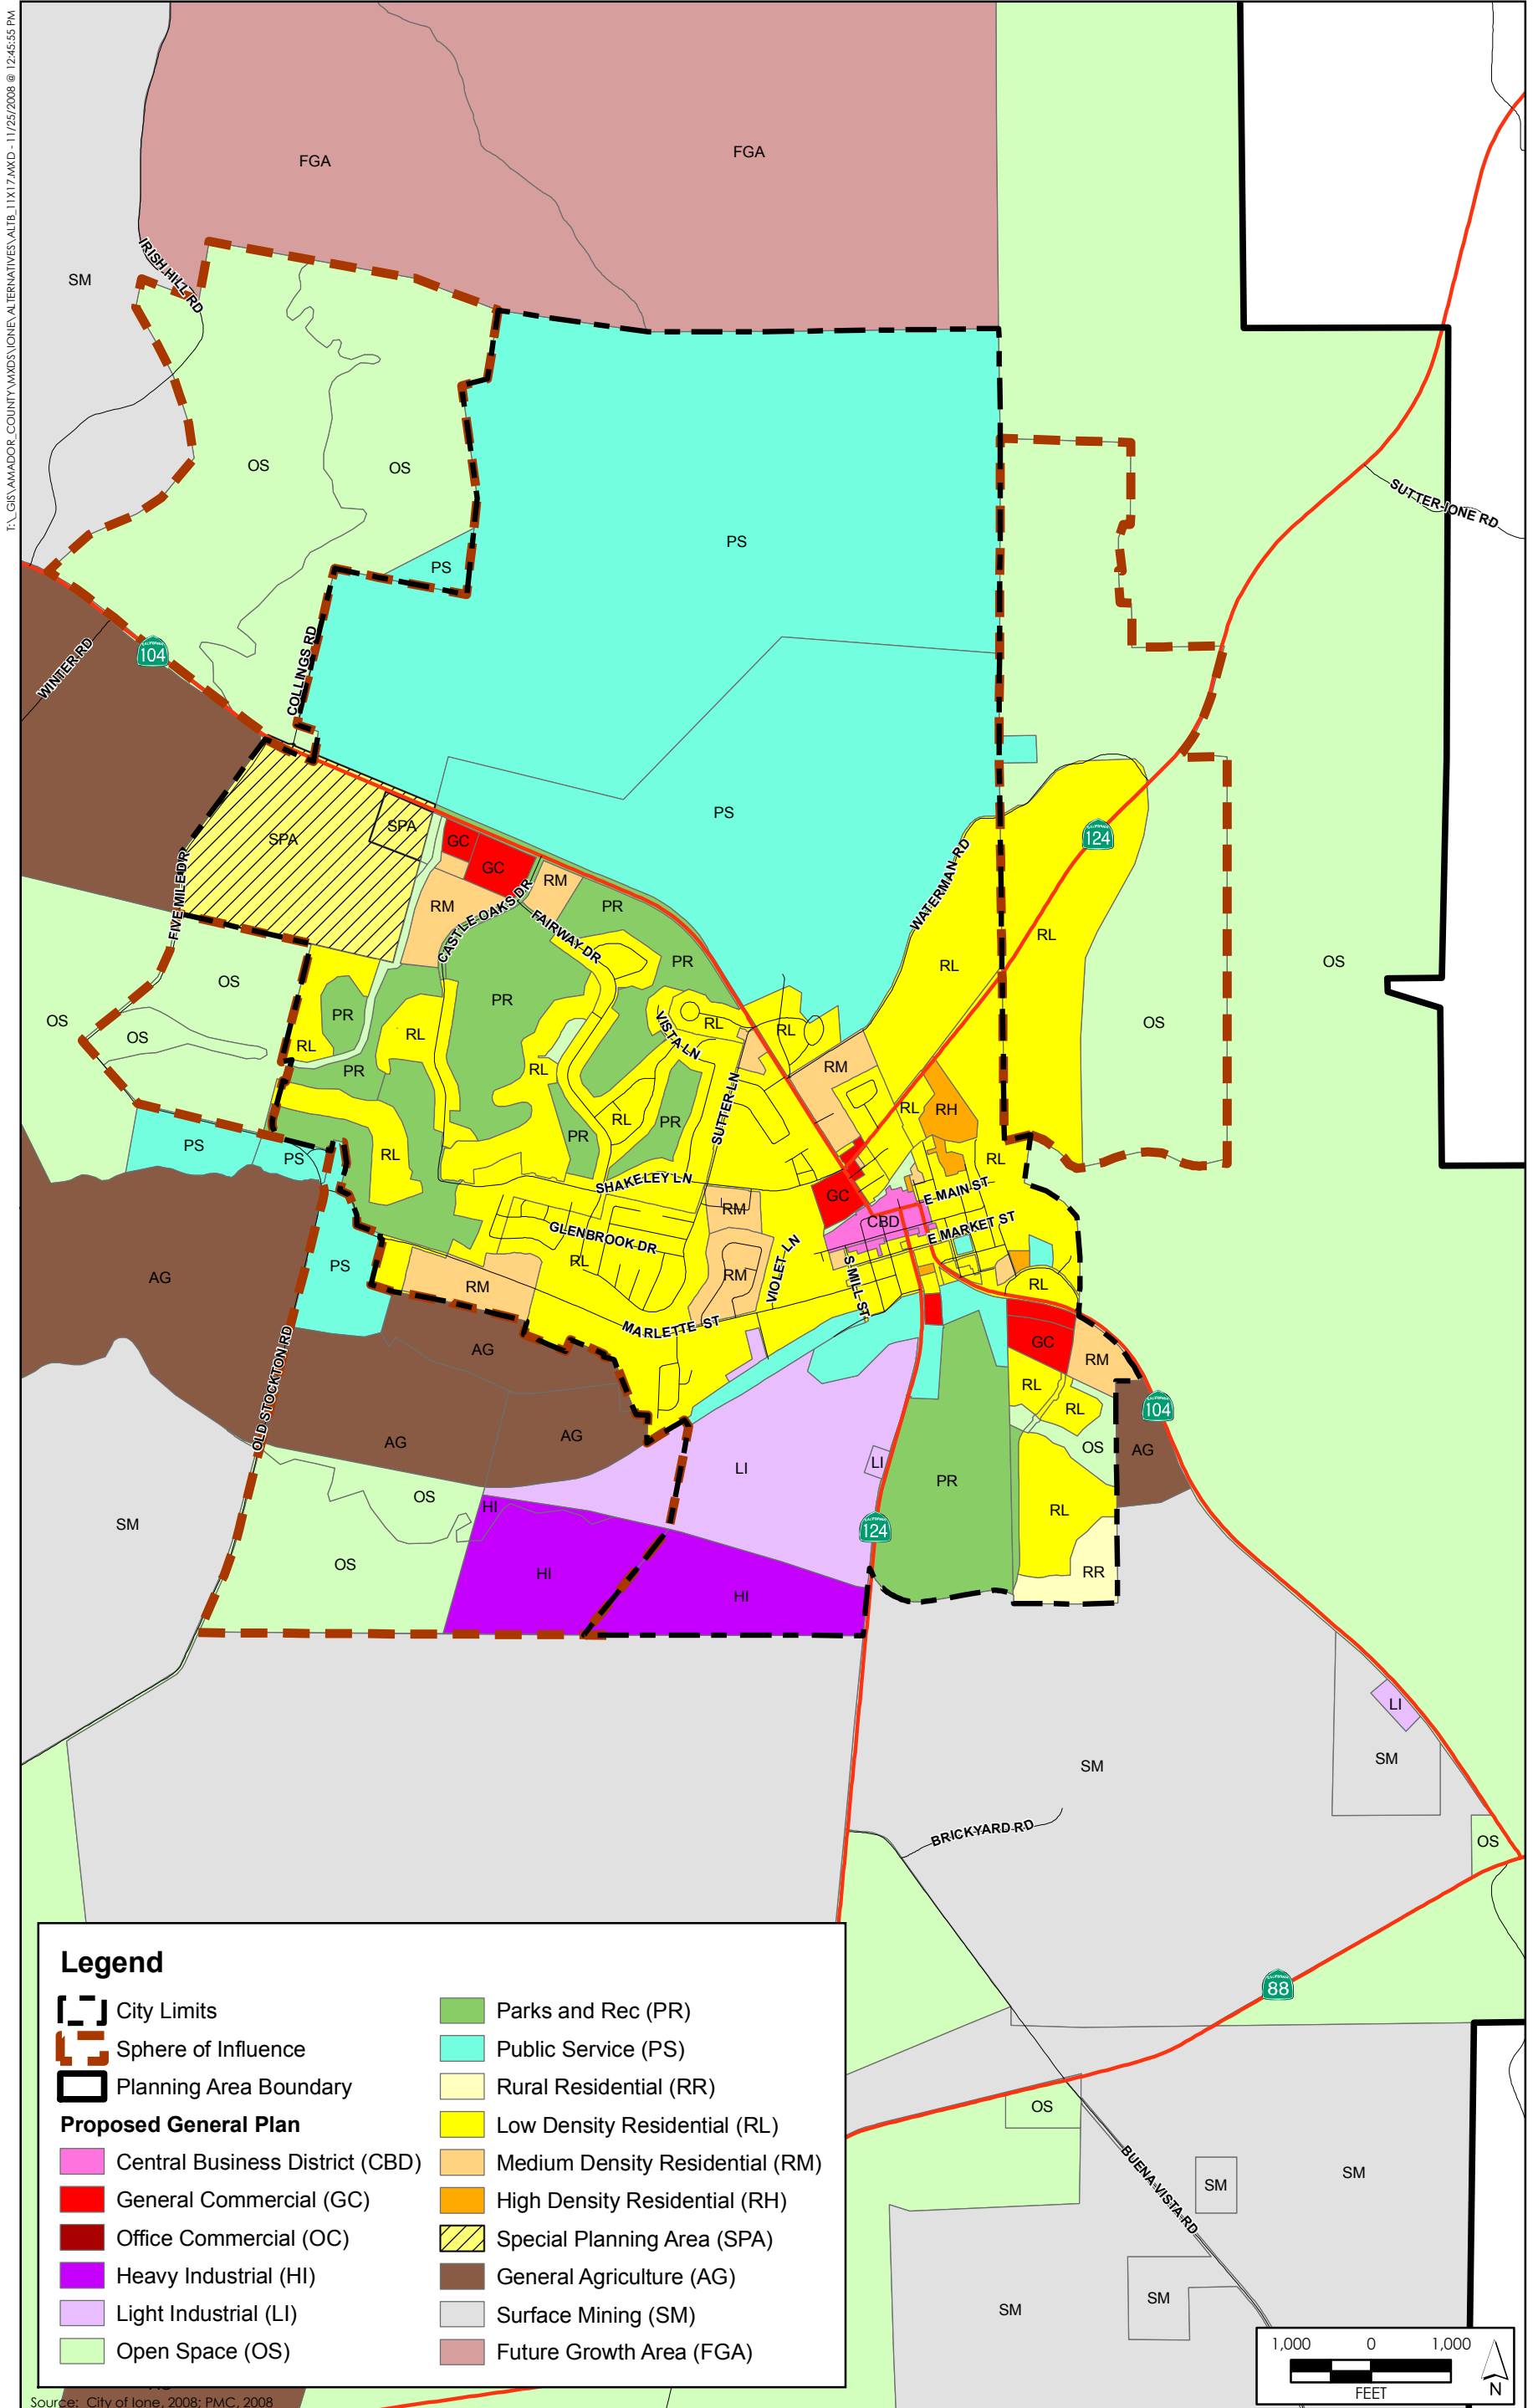 T:\_GIS\AMADOR_COUNTY\MXDS\IONE\ALTERNATIVES\ALTB_11X17.MXD - 11/25/2008 @ 12:45:55 PM
FGA
FGA
SM
IRISH HILL RD
OS
OS
SUTTER-IONE RD
PS
PS
WINTER RD
CALIFORNIA
104
COLLINGS RD
SPA
SPA
PS
CALIFORNIA
124
GC
GC
RM
RM
PR
FIVE MILE DR
CASTLE OAKS DR
FAIRWAY DR
WATERMAN RD
RL
RL
PR
OS
OS
OS
OS
OS
PR
PR
RL
RL
VISTA LN
RL
RL
RL
PR
RL
RM
SUTTER LN
RL
PR
PR
RL
RH
PS
PS
RL
RL
SHAKELEY LN
GC
E MAIN ST
RM
CBD
E MARKET ST
GLENBROOK DR
RL
PS
AG
RM
RM
VIOLET LN
S MILL ST
RL
MARLETTE ST
AG
GC
RM
OLD STOCKTON RD
RL
RL
CALIFORNIA
104
AG
AG
OS
AG
LI
LI
PR
OS
HI
RL
SM
CALIFORNIA
124
OS
HI
HI
RR
LI
SM
SM
BRICKYARD RD
OS
CALIFORNIA
88
OS
BUENA VISTA RD
SM
SM
SM
SM
Legend
City Limits
Sphere of Influence
Planning Area Boundary
Proposed General Plan
Central Business District (CBD)
General Commercial (GC)
Office Commercial (OC)
Heavy Industrial (HI)
Light Industrial (LI)
Open Space (OS)
Parks and Rec (PR)
Public Service (PS)
Rural Residential (RR)
Low Density Residential (RL)
Medium Density Residential (RM)
High Density Residential (RH)
Special Planning Area (SPA)
General Agriculture (AG)
Surface Mining (SM)
Future Growth Area (FGA)
1,000 0 1,000
FEET
N
Source: City of Ione, 2008; PMC, 2008